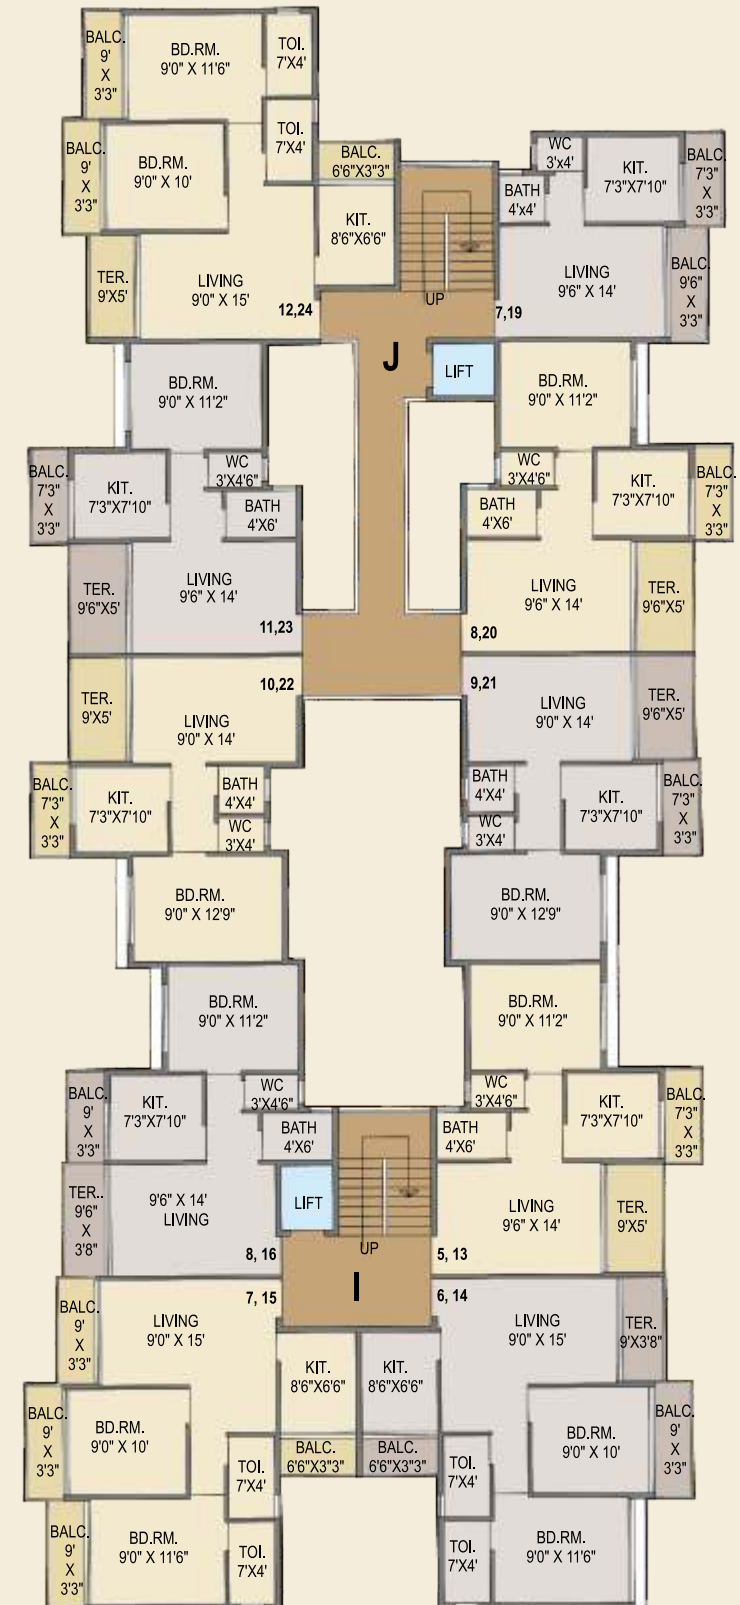 BALC.
9'
X
3'3"
BD.RM.
9'0" X 11'6"
TOI.
7'X4'
BALC.
9'
X
3'3"
BD.RM.
9'0" X 10'
TOI.
7'X4'
BALC.
6'6"X3"3"
KIT.
8'6"X6'6"
TER.
9'X5'
LIVING
9'0" X 15'
12,24
UP
WC
3'x4'
KIT.
7'3"X7'10"
BALC.
7'3"
X
3'3"
BATH
4'x4'
LIVING
9'6" X 14'
BALC.
9'6"
X
3'3"
7,19
J
LIFT
BD.RM.
9'0" X 11'2"
BD.RM.
9'0" X 11'2"
BALC.
7'3"
X
3'3"
KIT.
7'3"X7'10"
WC
3'X4'6"
BATH
4'X6'
WC
3'X4'6"
KIT.
7'3"X7'10"
BALC.
7'3"
X
3'3"
BATH
4'X6'
TER.
9'6"X5'
LIVING
9'6" X 14'
11,23
LIVING
9'6" X 14'
TER.
9'6"X5'
8,20
10,22
TER.
9'X5'
LIVING
9'0" X 14'
9,21
LIVING
9'0" X 14'
TER.
9'6"X5'
BALC.
7'3"
X
3'3"
KIT.
7'3"X7'10"
BATH
4'X4'
WC
3'X4'
BATH
4'X4'
WC
3'X4'
KIT.
7'3"X7'10"
BALC.
7'3"
X
3'3"
BD.RM.
9'0" X 12'9"
BD.RM.
9'0" X 12'9"
BD.RM.
9'0" X 11'2"
BD.RM.
9'0" X 11'2"
BALC.
9'
X
3'3"
KIT.
7'3"X7'10"
WC
3'X4'6"
BATH
4'X6'
WC
3'X4'6"
BATH
4'X6'
KIT.
7'3"X7'10"
BALC.
7'3"
X
3'3"
TER..
9'6"
X
3'8"
9'6" X 14'
LIVING
LIFT
UP
LIVING
9'6" X 14'
TER.
9'X5'
8, 16
5, 13
I
7, 15
6, 14
BALC.
9'
X
3'3"
LIVING
9'0" X 15'
KIT.
8'6"X6'6"
KIT.
8'6"X6'6"
LIVING
9'0" X 15'
TER.
9'X3'8"
BALC.
9'
X
3'3"
BD.RM.
9'0" X 10'
TOI.
7'X4'
BALC.
6'6"X3"3"
BALC.
6'6"X3"3"
TOI.
7'X4'
BD.RM.
9'0" X 10'
BALC.
9'
X
3'3"
BALC.
9'
X
3'3"
BD.RM.
9'0" X 11'6"
TOI.
7'X4'
TOI.
7'X4'
BD.RM.
9'0" X 11'6"